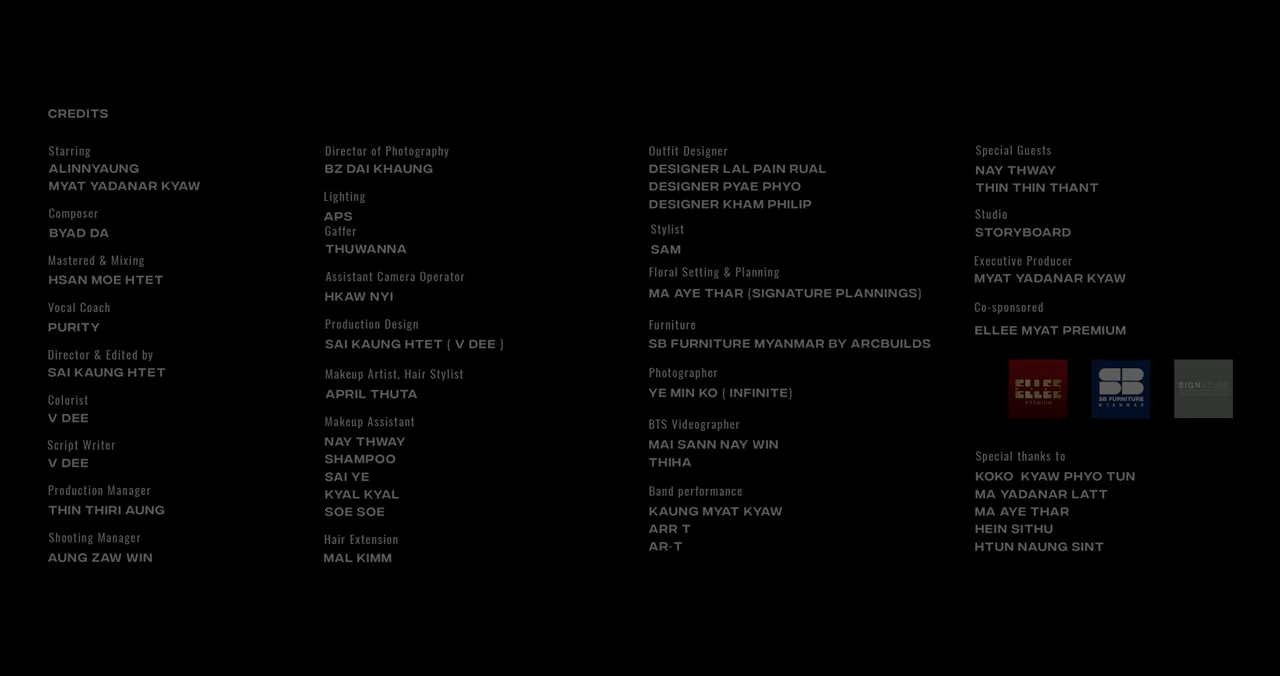 CREDITS
Starring
ALINNYAUNG
MYAT YADANAR KYAW
Composer
BYAD DA
Mastered & Mixing
HSAN MOE HTET
Vocal Coach
PURITY
Director & Edited by
SAI KAUNG HTET
Colorist
V DEE
Script Writer
V DEE
Production Manager
THIN THIRI AUNG
Shooting Manager
AUNG ZAW WIN
Director of Photography
BZ DAI KHAUNG
Lighting
APS
Gaffer
THUWANNA
Assistant Camera Operator
HKAW NYI
Production Design
SAI KAUNG HTET ( V DEE )
Makeup Artist, Hair Stylist
APRIL THUTA
Makeup Assistant
NAY THWAY
SHAMPOO
SAI YE
KYAL KYAL
SOE SOE
Hair Extension
MAL KIMM
Outfit Designer
DESIGNER LAL PAIN RUAL
DESIGNER PYAE PHYO
DESIGNER KHAM PHILIP
Stylist
SAM
Floral Setting & Planning
MA AYE THAR (SIGNATURE PLANNINGS)
Furniture
SB FURNITURE MYANMAR BY ARCBUILDS
Photographer
YE MIN KO ( INFINITE)
BTS Videographer
MAI SANN NAY WIN
THIHA
Band performance
KAUNG MYAT KYAW
ARR T
AR-T
Special Guests
NAY THWAY
THIN THIN THANT
Studio
STORYBOARD
Executive Producer
MYAT YADANAR KYAW
Co-sponsored
ELLEE MYAT PREMIUM
ELLEE
PREMIUM
SB
SB FURNITURE
MYANMAR
SIGNATURE
Special thanks to
KOKO KYAW PHYO TUN
MA YADANAR LATT
MA AYE THAR
HEIN SITHU
HTUN NAUNG SINT